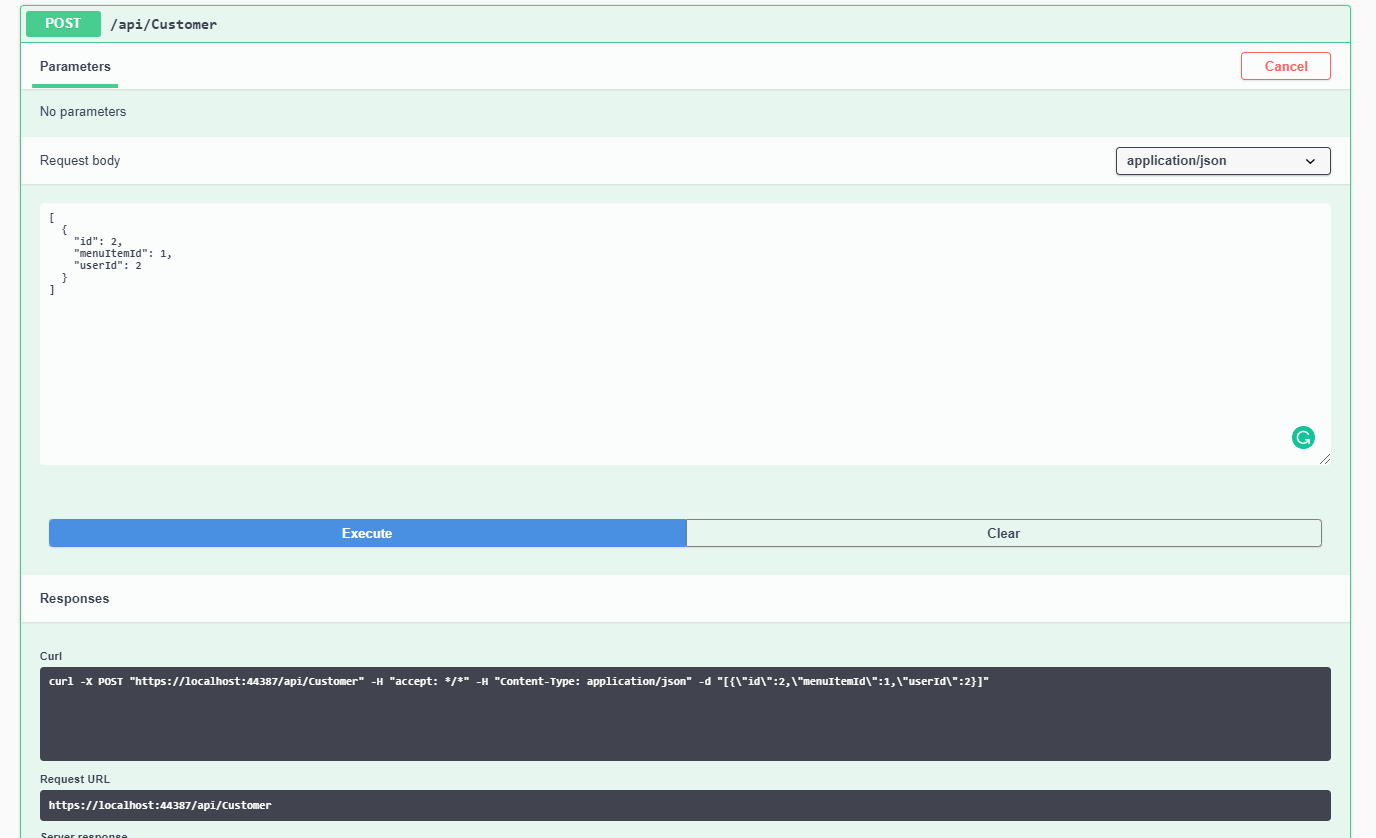 POST /api/Customer
Parameters
Cancel
No parameters
Request body
application/json
[
  {
    "id": 2,
    "menuItemId": 1,
    "userId": 2
  }
]
Execute
Clear
Responses
Curl
curl -X POST "https://localhost:44387/api/Customer" -H "accept: */*" -H "Content-Type: application/json" -d "[{\"id\":2,\"menuItemId\":1,\"userId\":2}]"
Request URL
https://localhost:44387/api/Customer
Server response